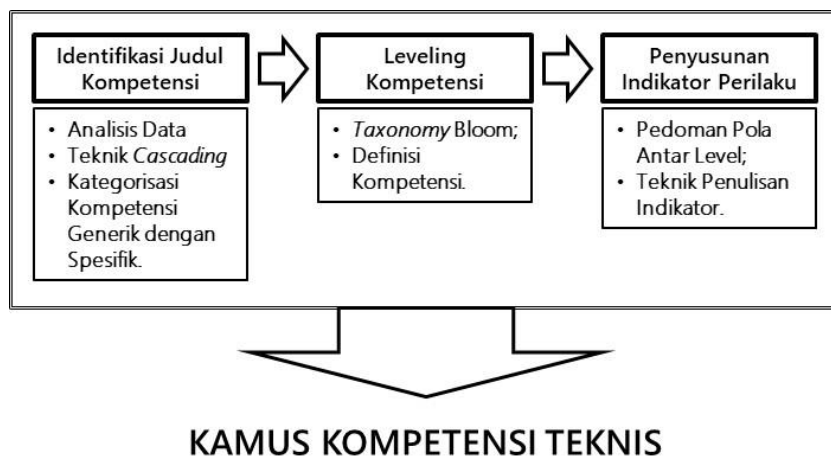 Identifikasi Judul
Kompetensi
• Analisis Data
• Teknik Cascading
• Kategorisasi
Kompetensi
Generik dengan
Spesifik.
Leveling
Kompetensi
• Taxonomy Bloom;
• Definisi
Kompetensi.
Penyusunan
Indikator Perilaku
• Pedoman Pola
Antar Level;
• Teknik Penulisan
Indikator.
KAMUS KOMPETENSI TEKNIS